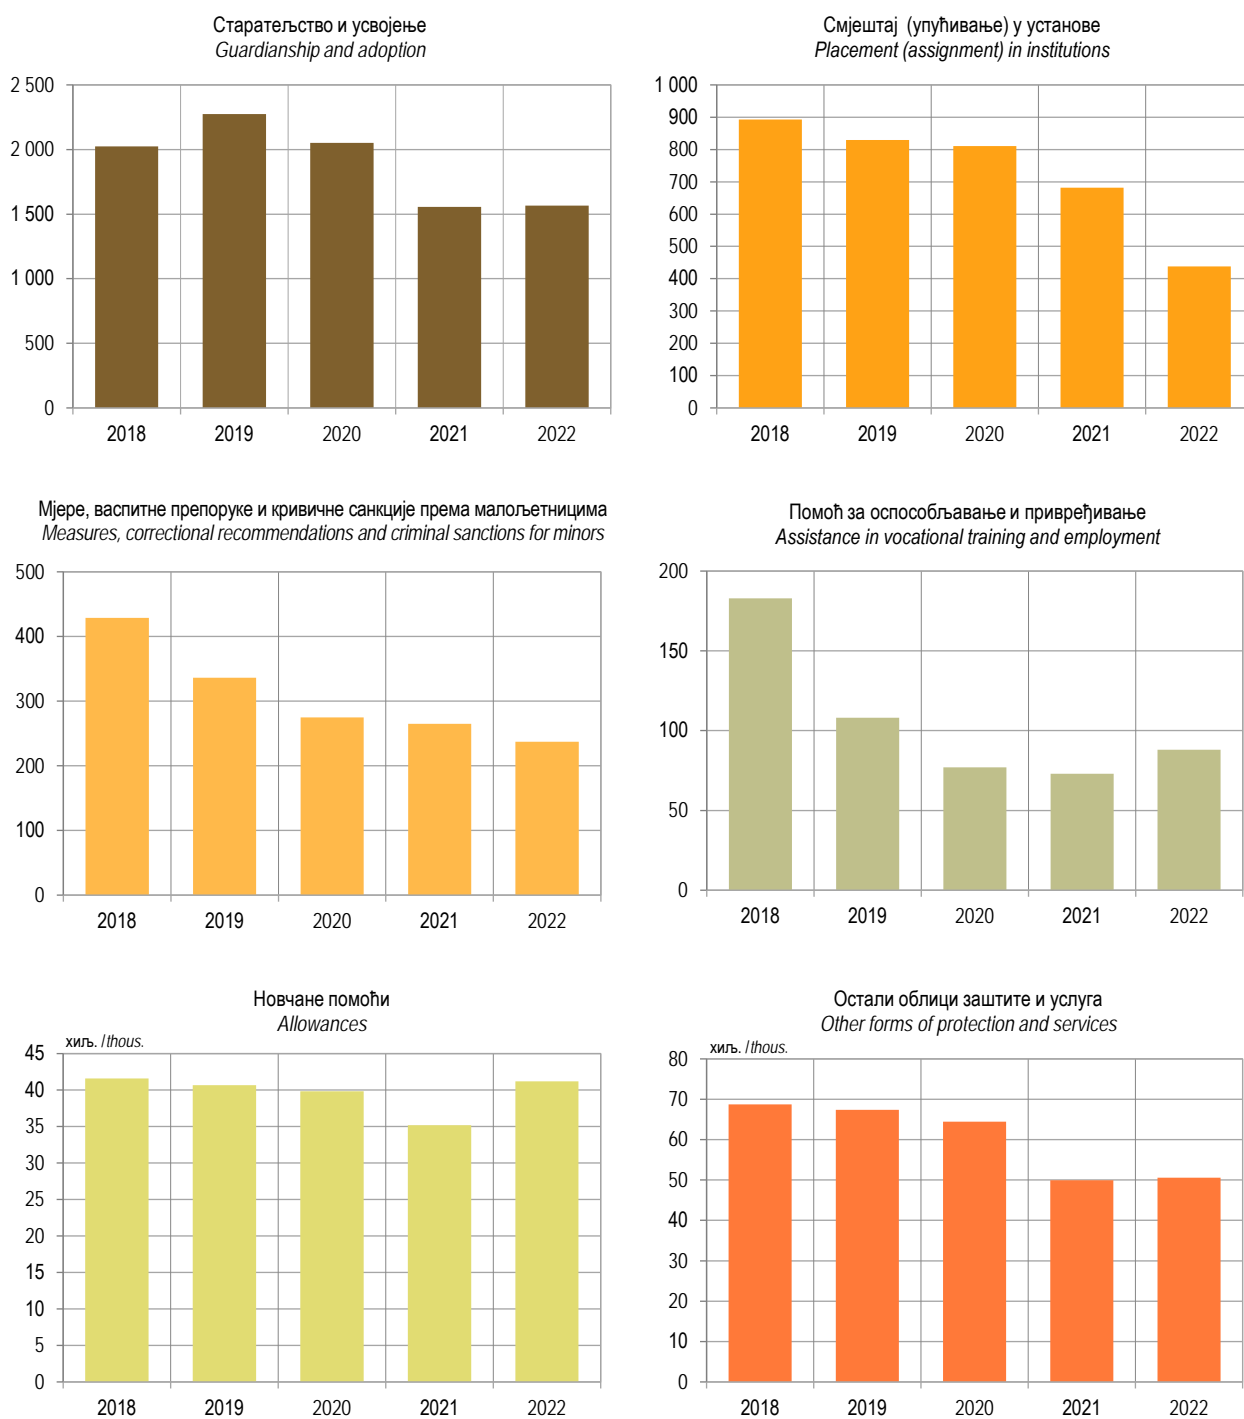 Старатељство и усвојење
Guardianship and adoption
2 500
2 000
1 500
1 000
500
0
2018 2019 2020 2021 2022
Смјештај (упућивање) у установе
Placement (assignment) in institutions
1 000
900
800
700
600
500
400
300
200
100
0
2018 2019 2020 2021 2022
Мјере, васпитне препоруке и кривичне санкције према малољетницима
Measures, correctional recommendations and criminal sanctions for minors
500
400
300
200
100
0
2018 2019 2020 2021 2022
Помоћ за оспособљавање и привређивање
Assistance in vocational training and employment
200
150
100
50
0
2018 2019 2020 2021 2022
Новчане помоћи
Allowances
хиљ. /thous.
45
40
35
30
25
20
15
10
5
0
2018 2019 2020 2021 2022
Остали облици заштите и услуга
Other forms of protection and services
хиљ. /thous.
80
70
60
50
40
30
20
10
0
2018 2019 2020 2021 2022